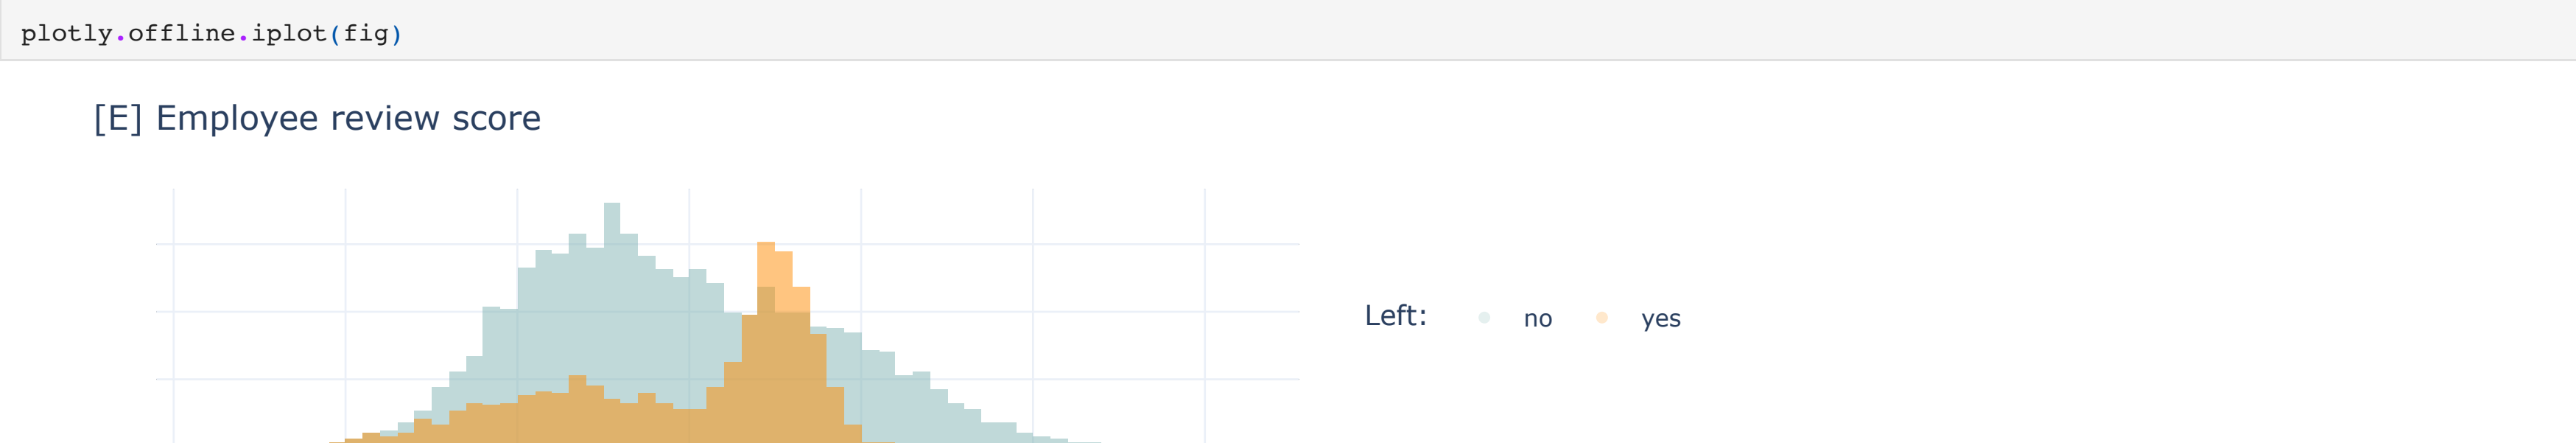 plotly.offline.iplot(fig)
[E] Employee review score
Left: no yes